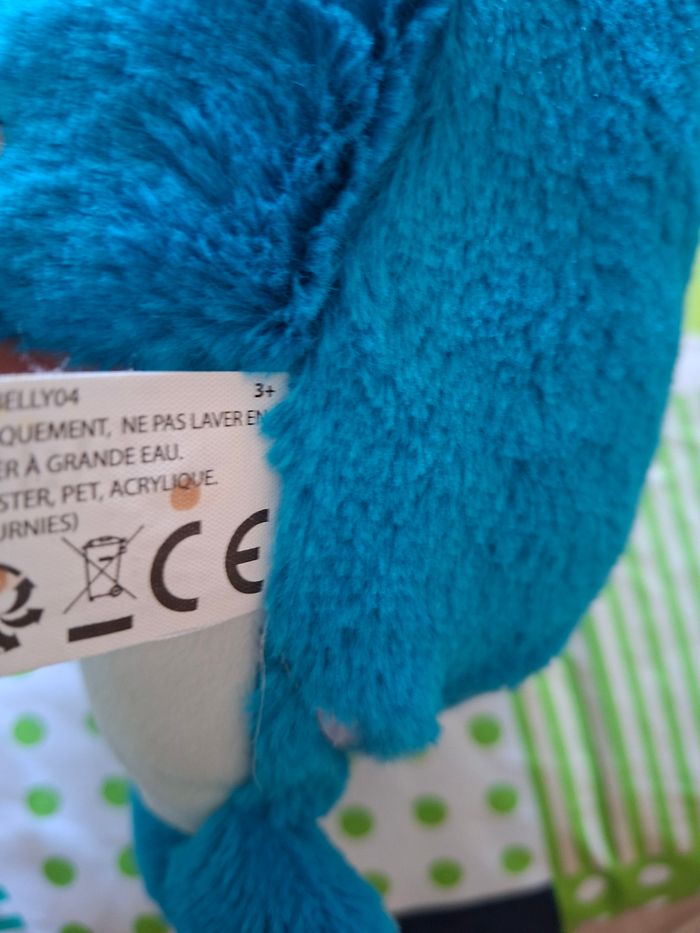 BELLY04 3+
QUEMENT, NE PAS LAVER EN
ER À GRANDE EAU.
STER, PET, ACRYLIQUE.
URNIES)
CE